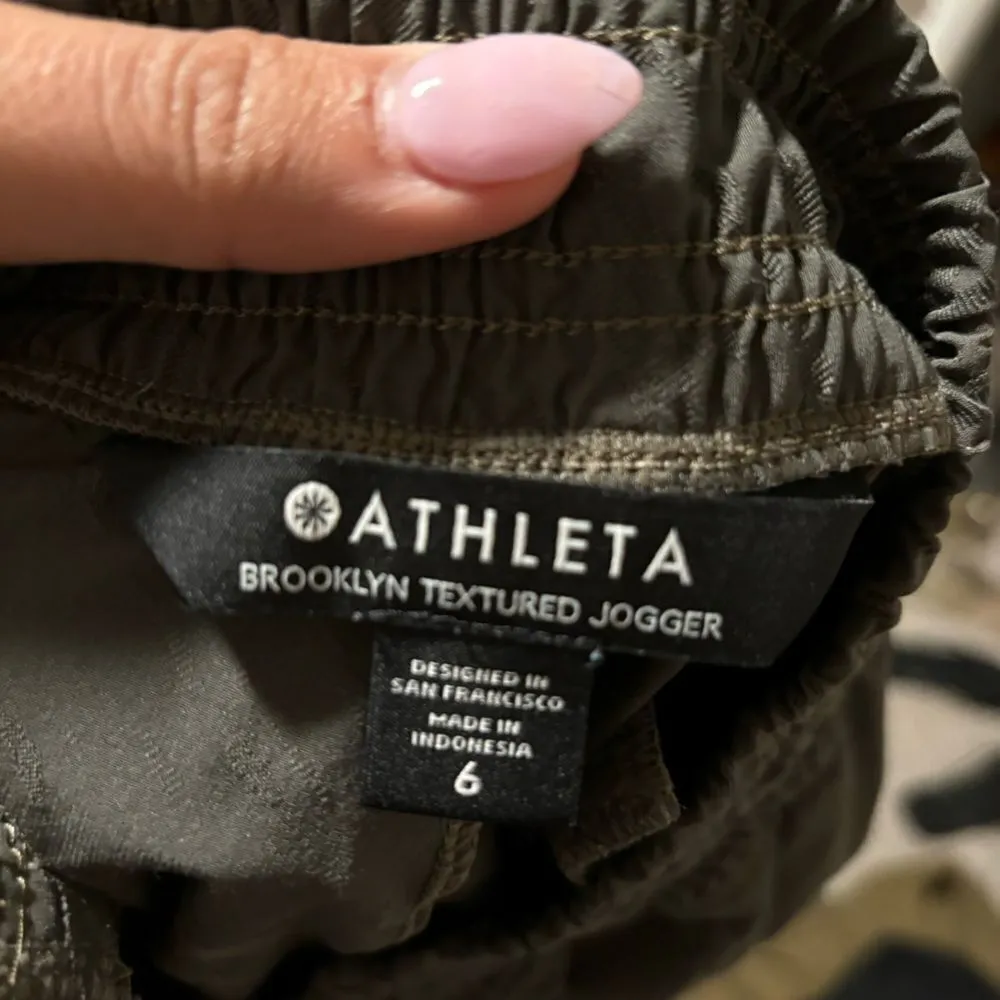 ATHLETA
BROOKLYN TEXTURED JOGGER
DESIGNED IN
SAN FRANCISCO
MADE IN
INDONESIA
6